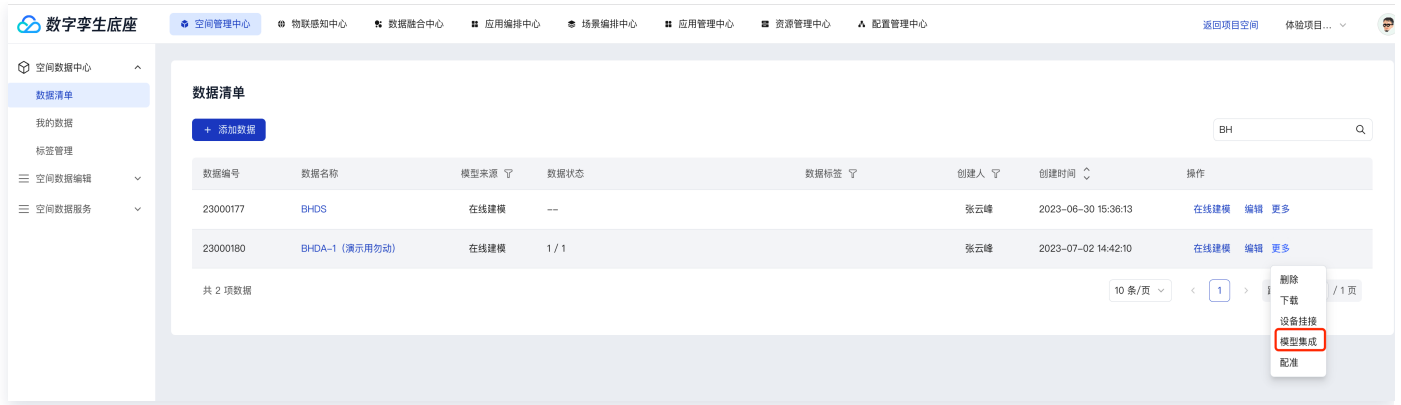 数字孪生底座 空间管理中心 物联感知中心 数据融合中心 应用编排中心 场景编排中心 应用管理中心 资源管理中心 配置管理中心 返回项目空间 体验项目...
空间数据中心
数据清单
我的数据
标签管理
空间数据编辑
空间数据服务
数据清单
+ 添加数据
BH
数据编号 数据名称 模型来源 数据状态 数据标签 创建人 创建时间 操作
23000177 BHDS 在线建模 -- 张云峰 2023-06-30 15:36:13 在线建模 编辑 更多
23000180 BHDA-1（演示用勿动） 在线建模 1 / 1 张云峰 2023-07-02 14:42:10 在线建模 编辑 更多
共 2 项数据 10 条/页 < 1 > / 1 页
删除
下载
设备挂接
模型集成
配准